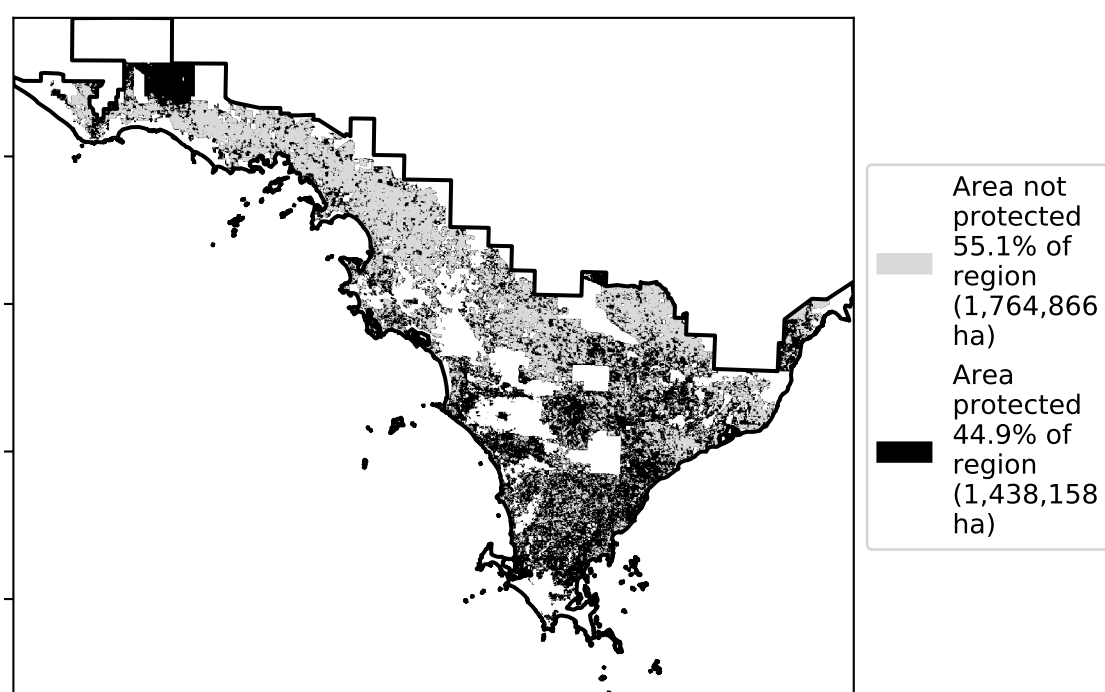 Area not
protected
55.1% of
region
(1,764,866
ha)
Area
protected
44.9% of
region
(1,438,158
ha)